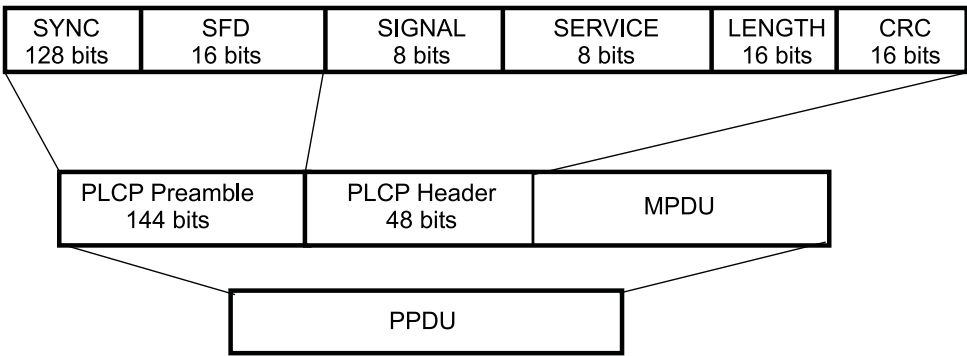 SYNC
128 bits
SFD
16 bits
SIGNAL
8 bits
SERVICE
8 bits
LENGTH
16 bits
CRC
16 bits
PLCP Preamble
144 bits
PLCP Header
48 bits
MPDU
PPDU